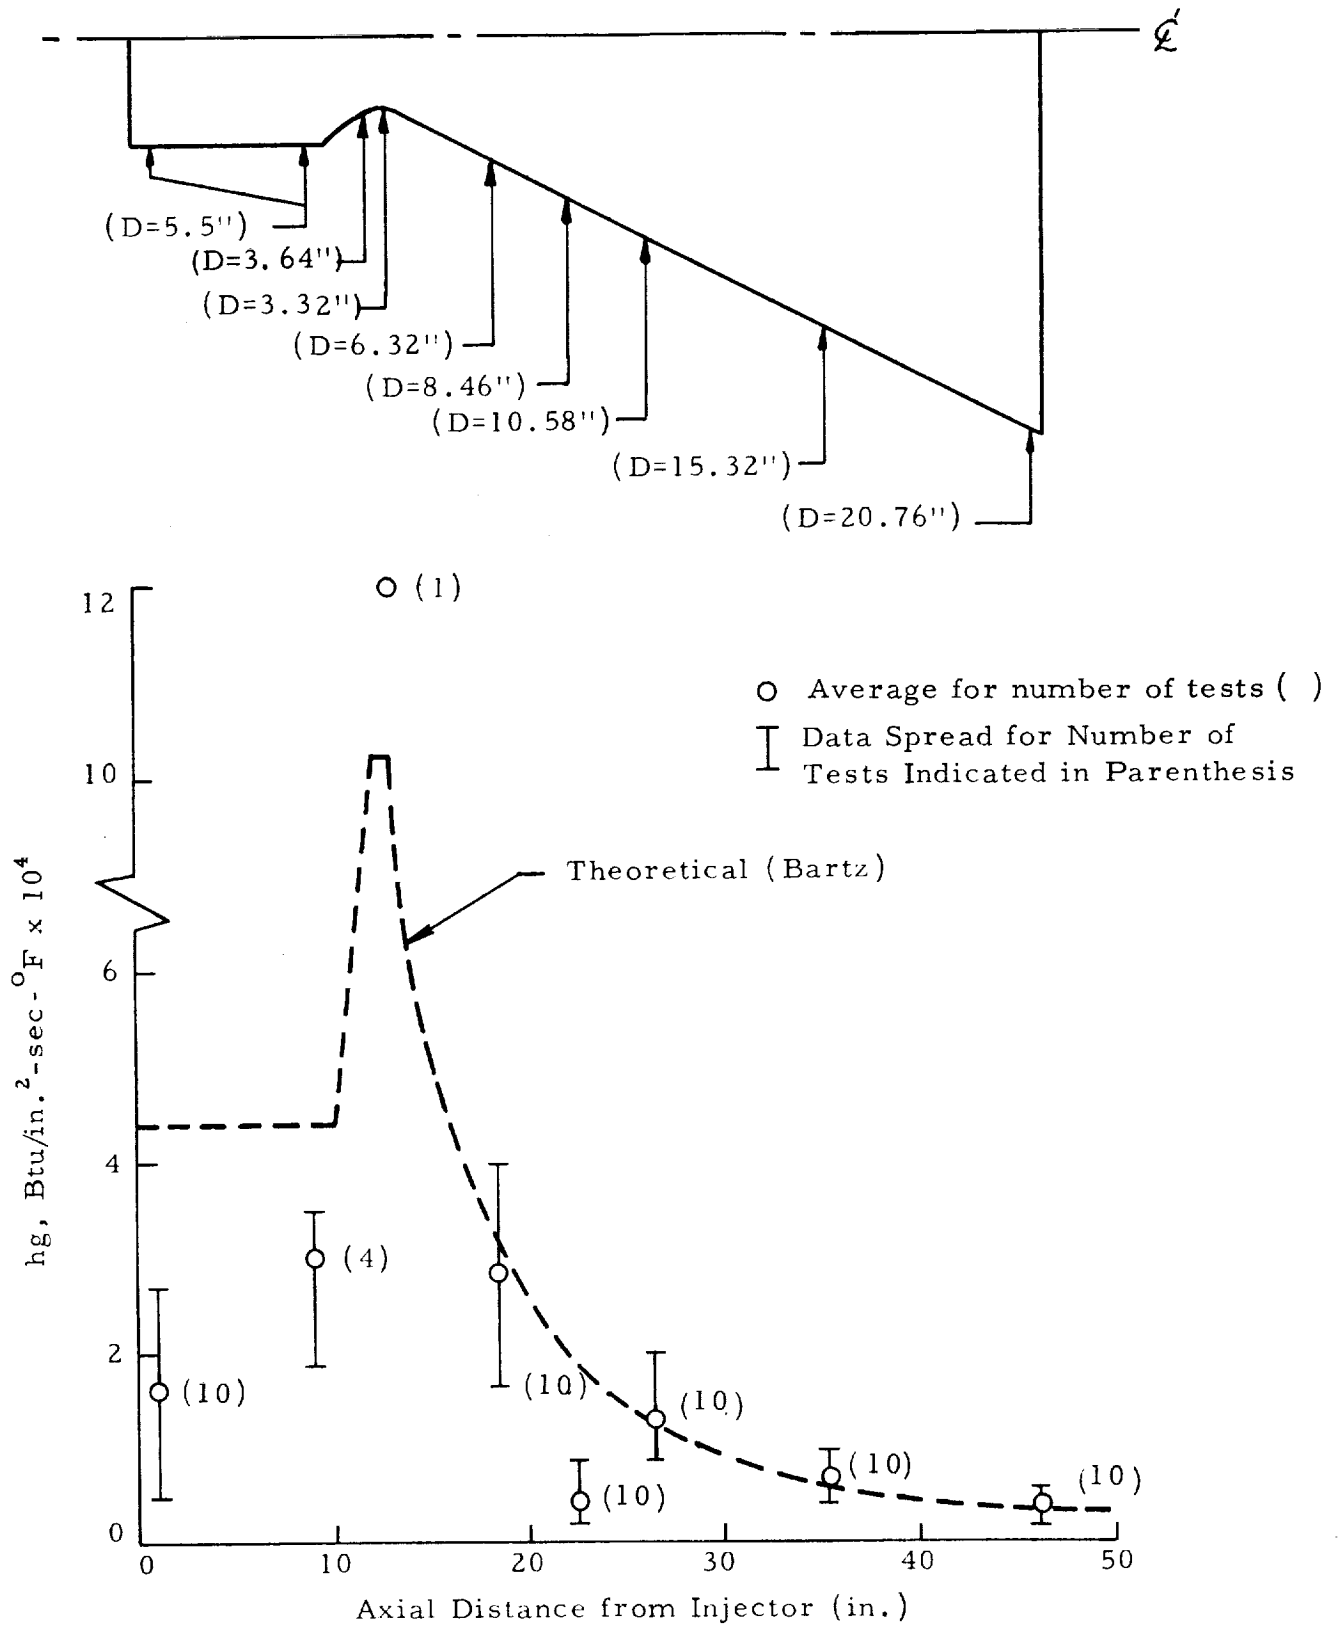 ℄
(D=5.5")
(D=3.64")
(D=3.32")
(D=6.32")
(D=8.46")
(D=10.58")
(D=15.32")
(D=20.76")
12
(1)
Average for number of tests ( )
Data Spread for Number of
Tests Indicated in Parenthesis
10
Theoretical (Bartz)
6
4
2
0
hg, Btu/in.²-sec-°F x 10⁴
(10)
(4)
(10)
(10)
(10)
(10)
(10)
0
10
20
30
40
50
Axial Distance from Injector (in.)